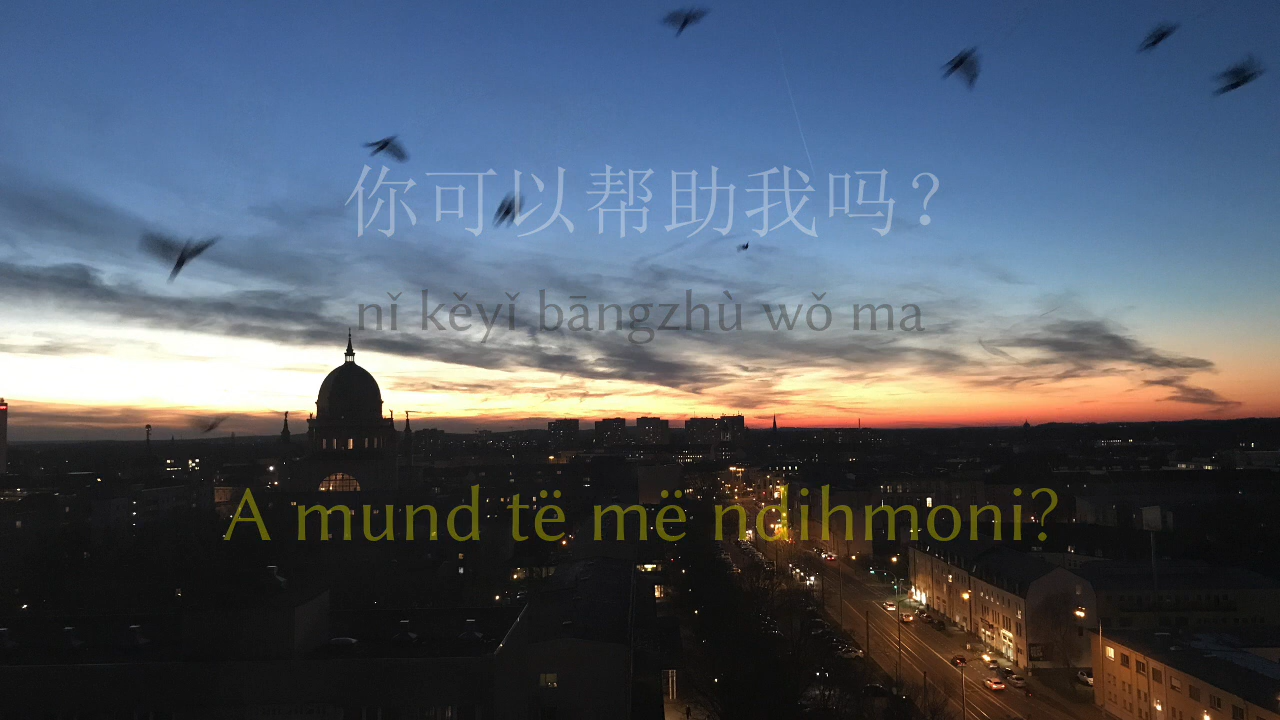 你可以帮助我吗？
nǐ kěyǐ bāngzhù wǒ ma
A mund të më ndihmoni?